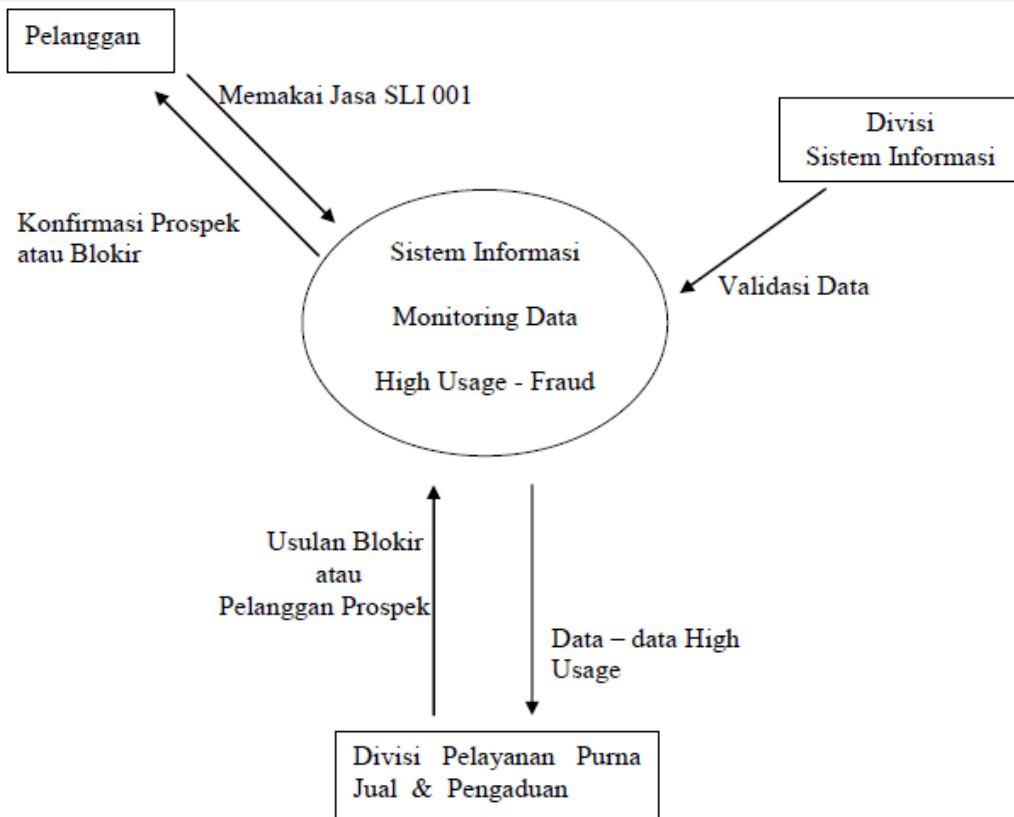 Pelanggan
Memakai Jasa SLI 001
Divisi
Sistem Informasi
Konfirmasi Prospek
atau Blokir
Sistem Informasi
Monitoring Data
High Usage - Fraud
Validasi Data
Usulan Blokir
atau
Pelanggan Prospek
Data – data High
Usage
Divisi Pelayanan Purna
Jual & Pengaduan